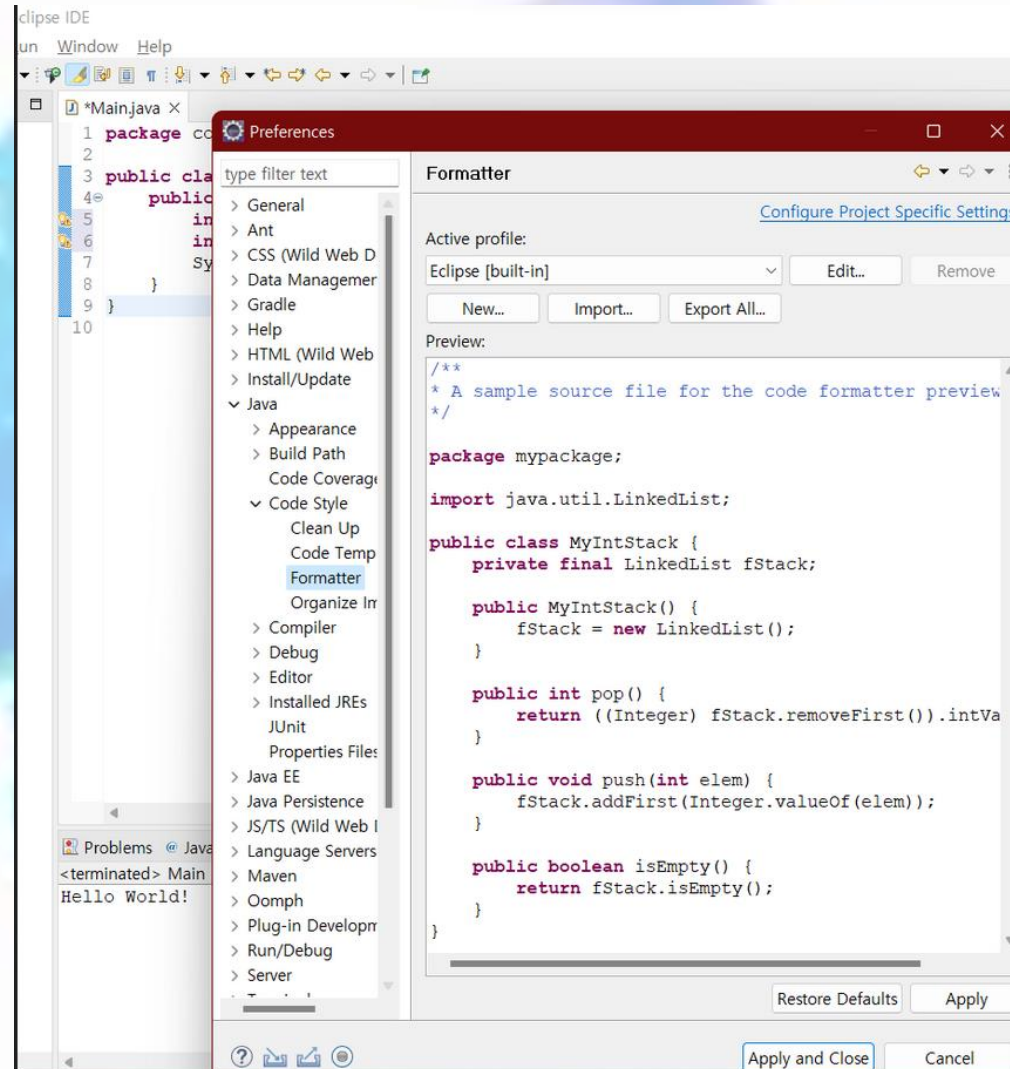 clipse IDE
un Window Help
*Main.java
1 package co
2
3 public cla
4 public
5 in
6 in
7 Sy
8 }
9 }
10
Problems @ Java
<terminated> Main
Hello World!
Preferences
type filter text
General
Ant
CSS (Wild Web D
Data Managemer
Gradle
Help
HTML (Wild Web
Install/Update
Java
Appearance
Build Path
Code Coverage
Code Style
Clean Up
Code Temp
Formatter
Organize Im
Compiler
Debug
Editor
Installed JREs
JUnit
Properties Files
Java EE
Java Persistence
JS/TS (Wild Web I
Language Servers
Maven
Oomph
Plug-in Developm
Run/Debug
Server
Formatter
Configure Project Specific Settings
Active profile:
Eclipse [built-in] Edit... Remove
New... Import... Export All...
Preview:
/**
* A sample source file for the code formatter preview
*/
package mypackage;
import java.util.LinkedList;
public class MyIntStack {
private final LinkedList fStack;
public MyIntStack() {
fStack = new LinkedList();
}
public int pop() {
return ((Integer) fStack.removeFirst()).intVa
}
public void push(int elem) {
fStack.addFirst(Integer.valueOf(elem));
}
public boolean isEmpty() {
return fStack.isEmpty();
}
}
Restore Defaults Apply
Apply and Close Cancel